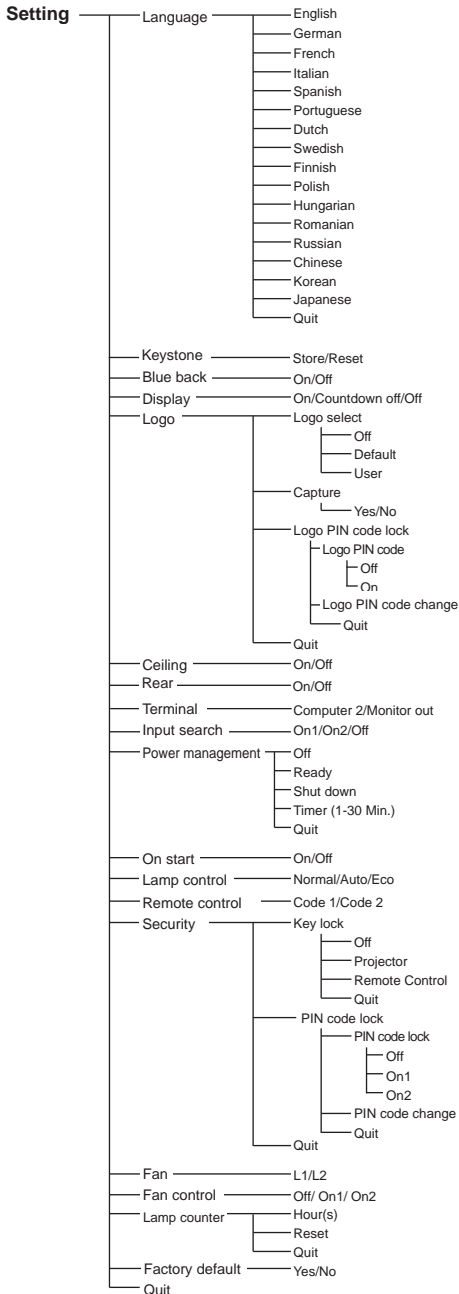 Setting Language English
German
French
Italian
Spanish
Portuguese
Dutch
Swedish
Finnish
Polish
Hungarian
Romanian
Russian
Chinese
Korean
Japanese
Quit
Keystone Store/Reset
Blue back On/Off
Display On/Countdown off/Off
Logo Logo select
Off
Default
User
Capture
Yes/No
Logo PIN code lock
Logo PIN code
Off
On
Logo PIN code change
Quit
Quit
Ceiling On/Off
Rear On/Off
Terminal Computer 2/Monitor out
Input search On1/On2/Off
Power management Off
Ready
Shut down
Timer (1-30 Min.)
Quit
On start On/Off
Lamp control Normal/Auto/Eco
Remote control Code 1/Code 2
Security Key lock
Off
Projector
Remote Control
Quit
PIN code lock
PIN code lock
Off
On1
On2
PIN code change
Quit
Quit
Fan L1/L2
Fan control Off/ On1/ On2
Lamp counter Hour(s)
Reset
Quit
Factory default Yes/No
Quit